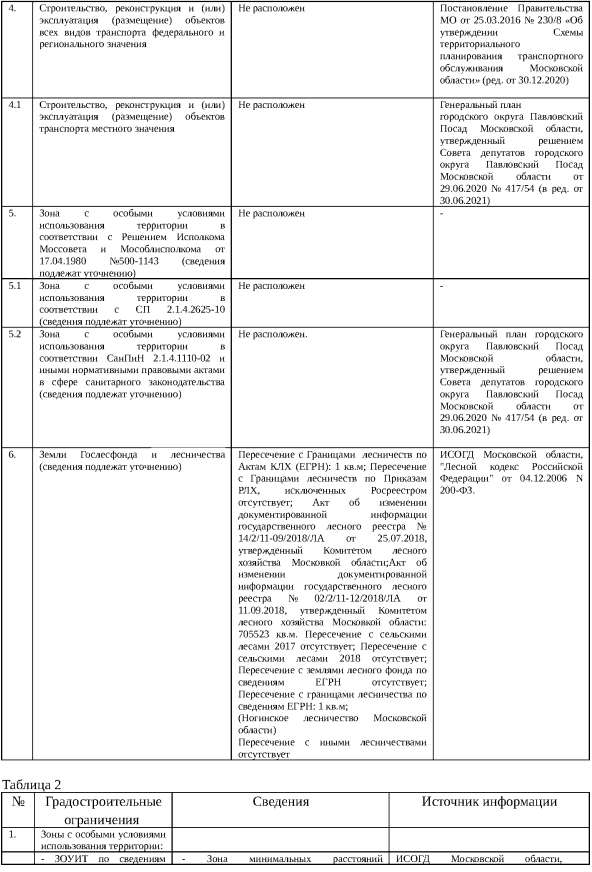 4.
Строительство, реконструкция и (или)
эксплуатация (размещение) объектов
всех видов транспорта федерального и
регионального значения
Не расположен
Постановление Правительства
МО от 25.03.2016 № 230/8 «Об
утверждении Схемы
территориального
планирования транспортного
обслуживания Московской
области» (ред. от 30.12.2020)
4.1
Строительство, реконструкция и (или)
эксплуатация (размещение) объектов
транспорта местного значения
Не расположен
Генеральный план
городского округа Павловский
Посад Московской области,
утвержденный решением
Совета депутатов городского
округа Павловский Посад
Московской области от
29.06.2020 № 417/54 (в ред. от
30.06.2021)
5.
Зона с особыми условиями
использования территории в
соответствии с Решением Исполкома
Моссовета и Мособлисполкома от
17.04.1980 №500-1143 (сведения
подлежат уточнению)
Не расположен
-
5.1
Зона с особыми условиями
использования территории в
соответствии с СП 2.1.4.2625-10
(сведения подлежат уточнению)
Не расположен
-
5.2
Зона с особыми условиями
использования территории в
соответствии СанПиН 2.1.4.1110-02 и
иными нормативными правовыми актами
в сфере санитарного законодательства
(сведения подлежат уточнению)
Не расположен.
Генеральный план городского
округа Павловский Посад
Московской области,
утвержденный решением
Совета депутатов городского
округа Павловский Посад
Московской области от
29.06.2020 № 417/54 (в ред. от
30.06.2021)
6.
Земли Гослесфонда и лесничества
(сведения подлежат уточнению)
Пересечение с Границами лесничеств по
Актам КЛХ (ЕГРН): 1 кв.м; Пересечение
с Границами лесничеств по Приказам
РЛХ, исключенных Росреестром
отсутствует; Акт об изменении
документированной информации
государственного лесного реестра №
14/2/11-09/2018/ЛА от 25.07.2018,
утвержденный Комитетом лесного
хозяйства Московкой области;Акт об
изменении документированной
информации государственного лесного
реестра № 02/2/11-12/2018/ЛА от
11.09.2018, утвержденный Комитетом
лесного хозяйства Московкой области:
705523 кв.м. Пересечение с сельскими
лесами 2017 отсутствует; Пересечение с
сельскими лесами 2018 отсутствует;
Пересечение с землями лесного фонда по
сведениям ЕГРН отсутствует;
Пересечение с границами лесничества по
сведениям ЕГРН: 1 кв.м;
(Ногинское лесничество Московской
области)
Пересечение с иными лесничествами
отсутствует
ИСОГД Московской области,
"Лесной кодекс Российской
Федерации" от 04.12.2006 N
200-ФЗ.
Таблица 2
№
Градостроительные
ограничения
Сведения
Источник информации
1.
Зоны с особыми условиями
использования территории:
- ЗОУИТ по сведениям
- Зона минимальных расстояний
ИСОГД Московской области,